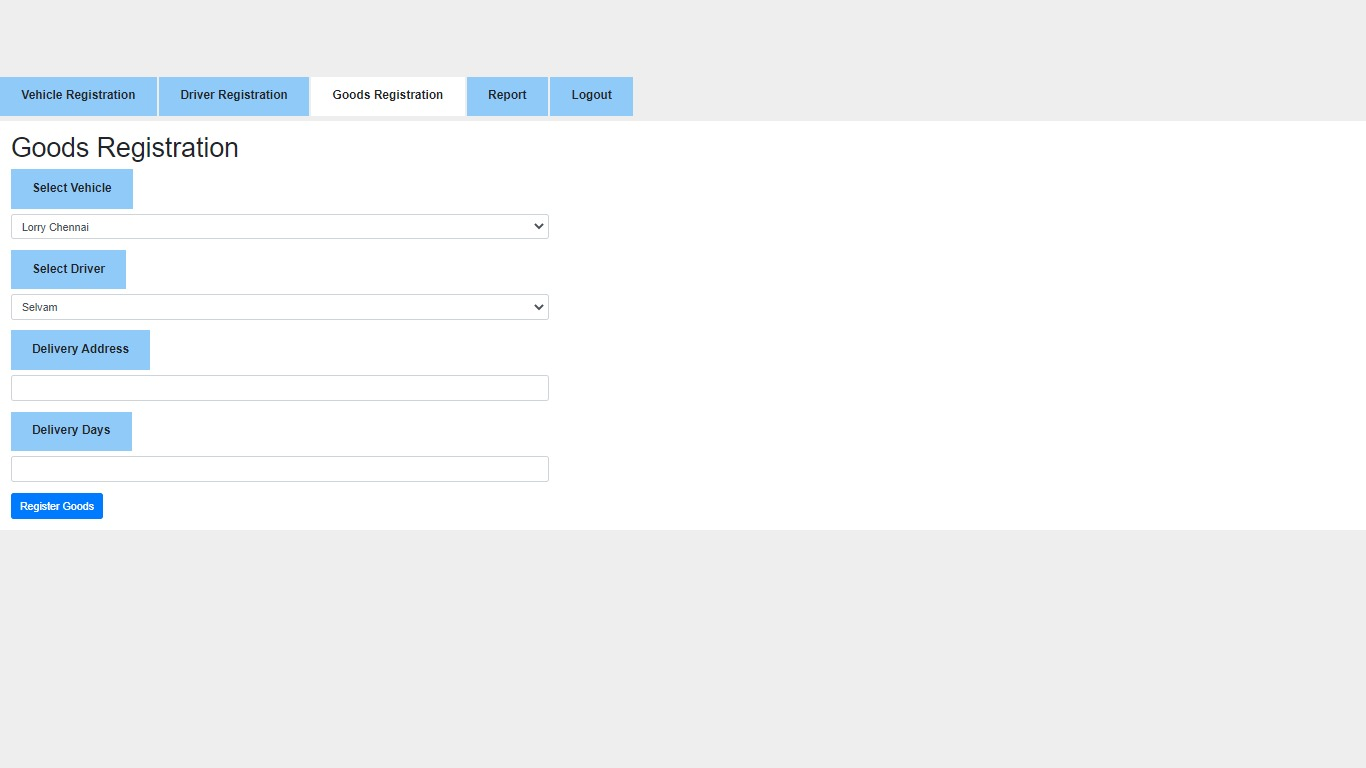 Vehicle Registration Driver Registration Goods Registration Report Logout
Goods Registration
Select Vehicle
Lorry Chennai
Select Driver
Selvam
Delivery Address
Delivery Days
Register Goods